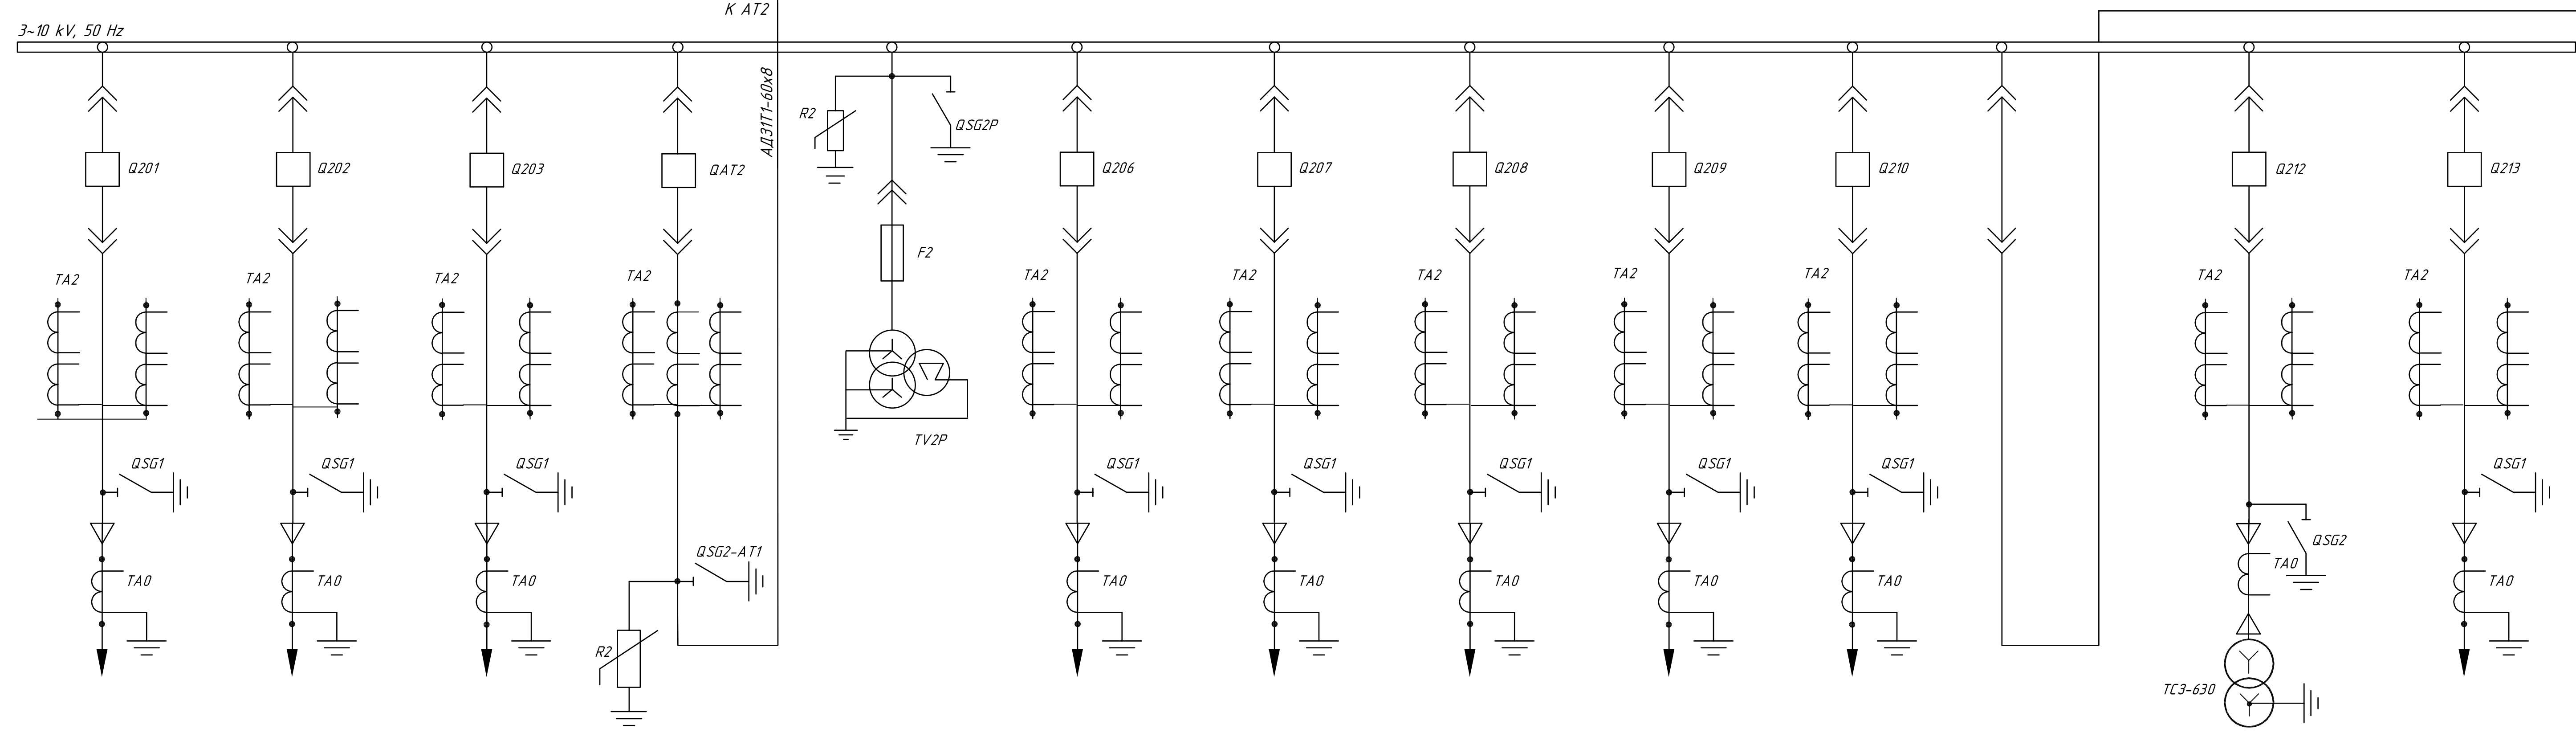 К АТ2
3~10 kV, 50 Hz
АД31Т1-60х8
R2
QSG2P
Q201
Q202
Q203
QAT2
Q206
Q207
Q208
Q209
Q210
Q212
Q213
F2
TA2
TA2
TA2
TA2
TA2
TA2
TA2
TA2
TA2
TA2
TA2
TV2P
QSG1
QSG1
QSG1
QSG1
QSG1
QSG1
QSG1
QSG1
QSG1
QSG2-AT1
QSG2
TA0
TA0
TA0
TA0
TA0
TA0
TA0
TA0
TA0
TA0
R2
ТСЗ-630